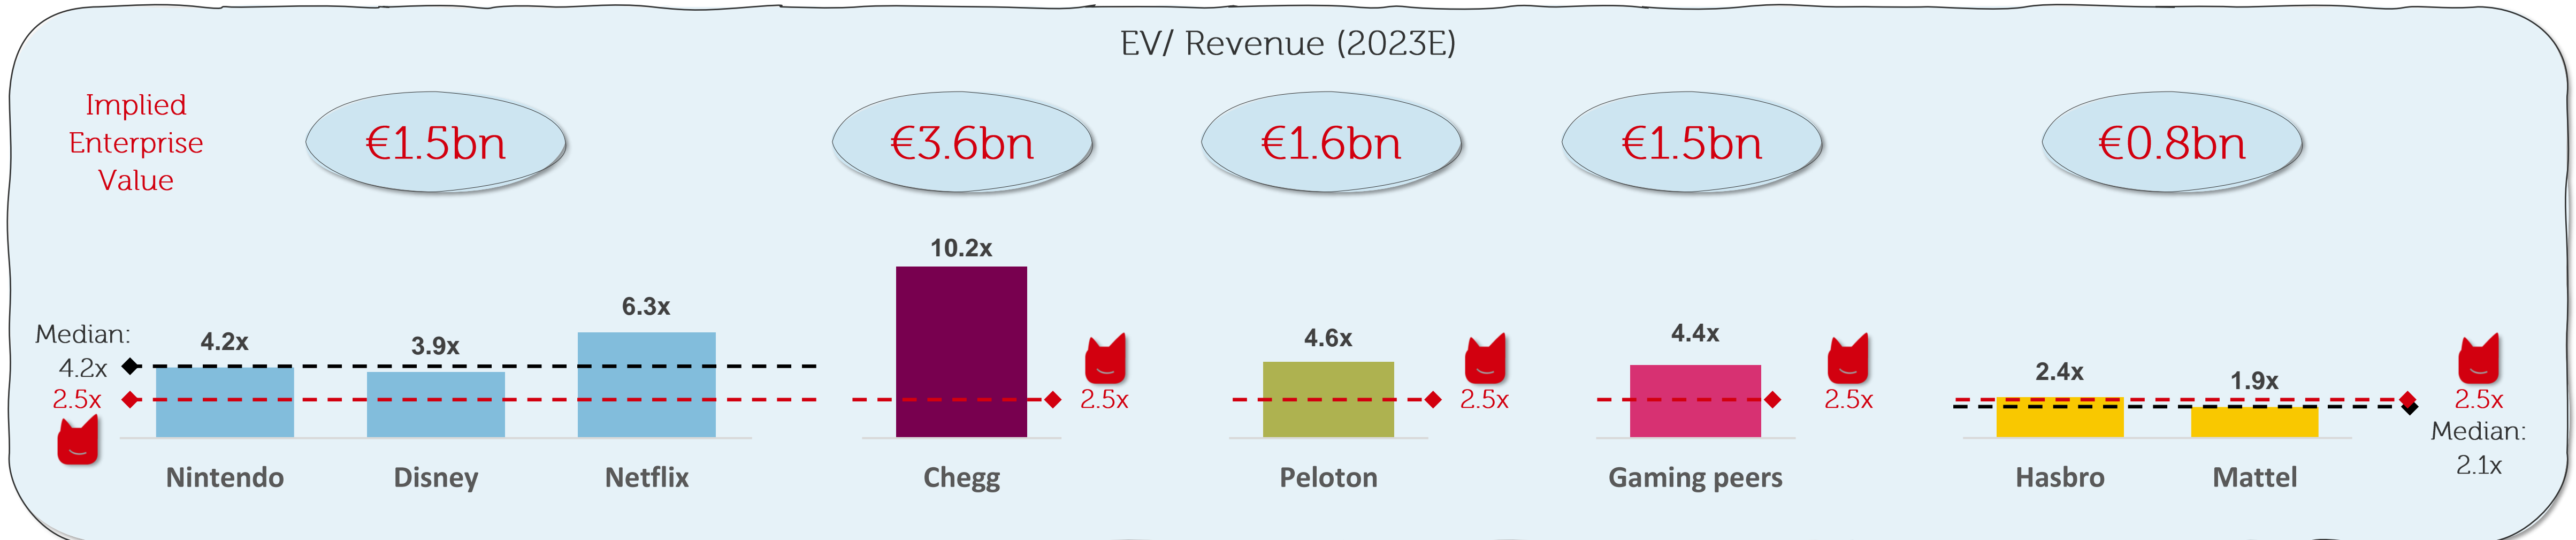 EV/ Revenue (2023E)
Implied
Enterprise
Value
€1.5bn
€3.6bn
€1.6bn
€1.5bn
€0.8bn
Median:
4.2x
2.5x
4.2x
3.9x
6.3x
10.2x
2.5x
4.6x
2.5x
4.4x
2.5x
2.4x
1.9x
2.5x
Median:
2.1x
Nintendo
Disney
Netflix
Chegg
Peloton
Gaming peers
Hasbro
Mattel